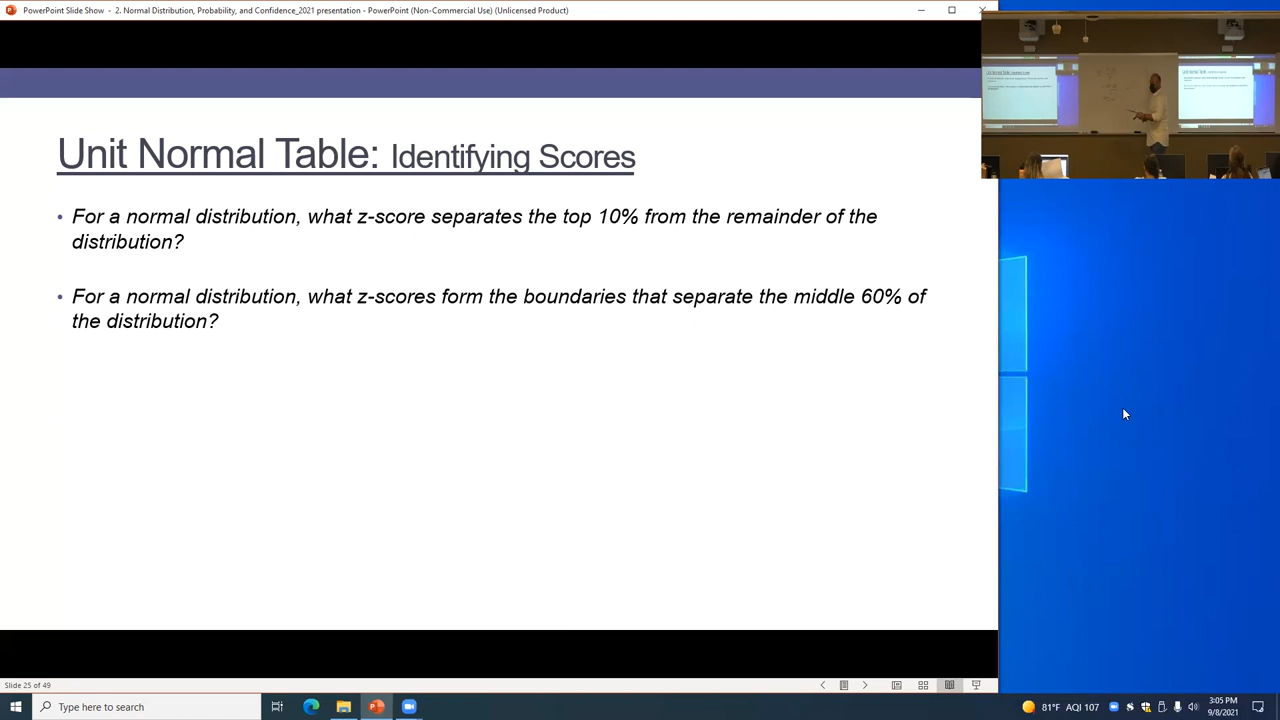 PowerPoint Slide Show - 2. Normal Distribution, Probability, and Confidence_2021 presentation - PowerPoint (Non-Commercial Use) (Unlicensed Product)
Unit Normal Table: Identifying Scores
• For a normal distribution, what z-score separates the top 10% from the remainder of the
distribution?
• For a normal distribution, what z-scores form the boundaries that separate the middle 60% of
the distribution?
Slide 25 of 49
Type here to search
81°F AQI 107
3:05 PM
9/8/2021